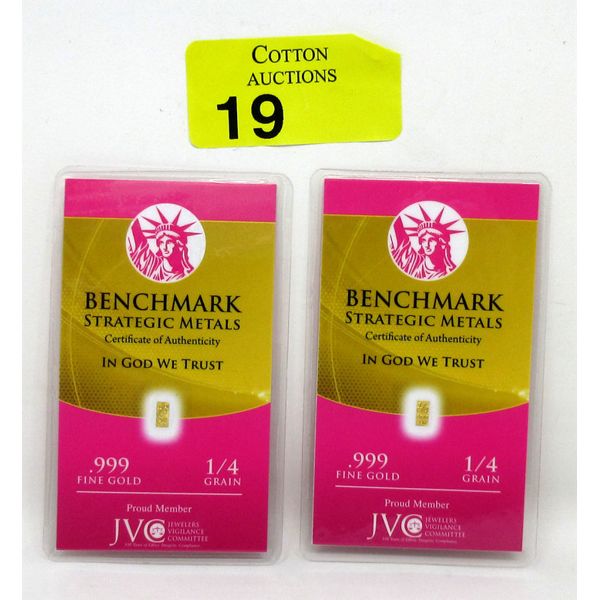 COTTON
AUCTIONS
19
BENCHMARK
STRATEGIC METALS
Certificate of Authenticity
IN GOD WE TRUST
.999
FINE GOLD
1/4
GRAIN
Proud Member
JVC
JEWELERS
VIGILANCE
COMMITTEE
BENCHMARK
STRATEGIC METALS
Certificate of Authenticity
IN GOD WE TRUST
.999
FINE GOLD
1/4
GRAIN
Proud Member
JVC
JEWELERS
VIGILANCE
COMMITTEE